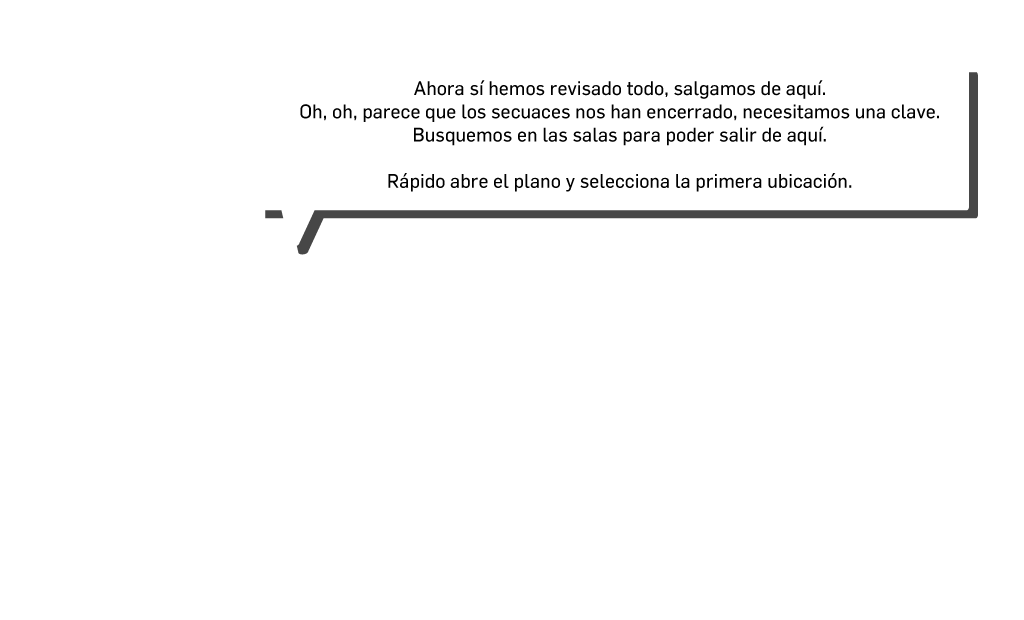 Ahora sí hemos revisado todo, salgamos de aquí.
Oh, oh, parece que los secuaces nos han encerrado, necesitamos una clave.
Busquemos en las salas para poder salir de aquí.
Rápido abre el plano y selecciona la primera ubicación.